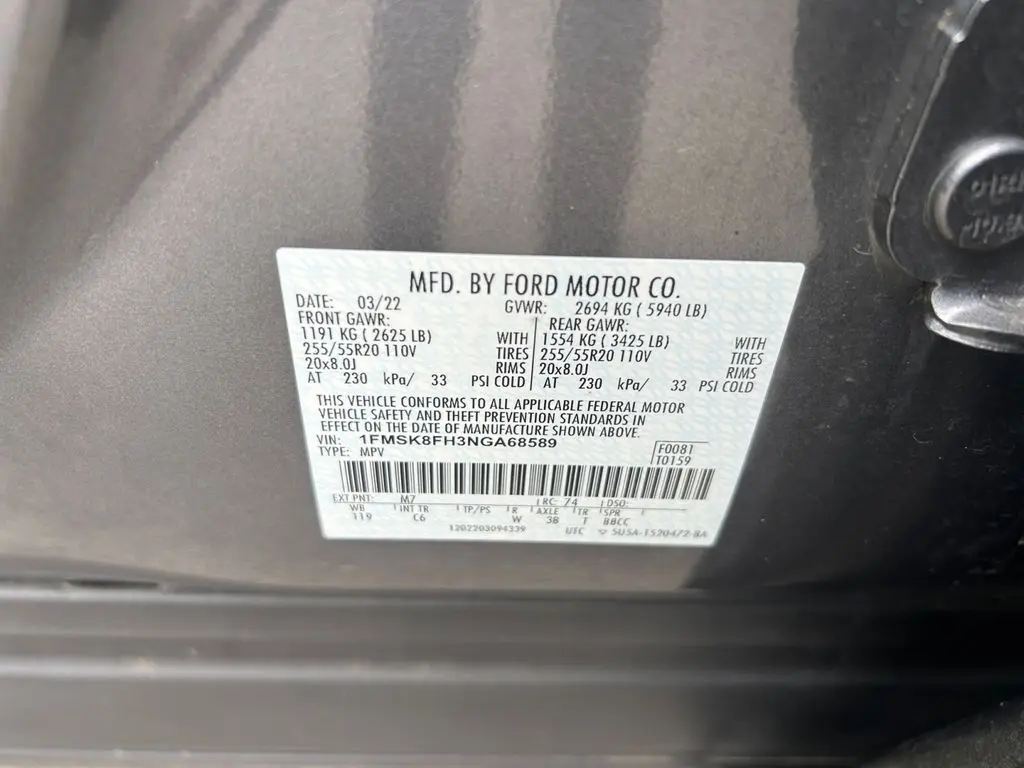 MFD. BY FORD MOTOR CO.
DATE: 03/22 GVWR: 2694 KG ( 5940 LB)
FRONT GAWR: REAR GAWR:
1191 KG ( 2625 LB) WITH 1554 KG ( 3425 LB) WITH
255/55R20 110V TIRES 255/55R20 110V TIRES
20x8.0J RIMS 20x8.0J RIMS
AT 230 kPa/ 33 PSI COLD AT 230 kPa/ 33 PSI COLD
THIS VEHICLE CONFORMS TO ALL APPLICABLE FEDERAL MOTOR
VEHICLE SAFETY AND THEFT PREVENTION STANDARDS IN
EFFECT ON THE DATE OF MANUFACTURE SHOWN ABOVE.
VIN: 1FMSK8FH3NGA68589 F0081
TYPE: MPV T0159
EXT PNT: M7 RC: 74 DSO:
WB INT TR TP/PS R AXLE TR SPR
119 C6 W 3B T BBCC
1202203094339 UTC